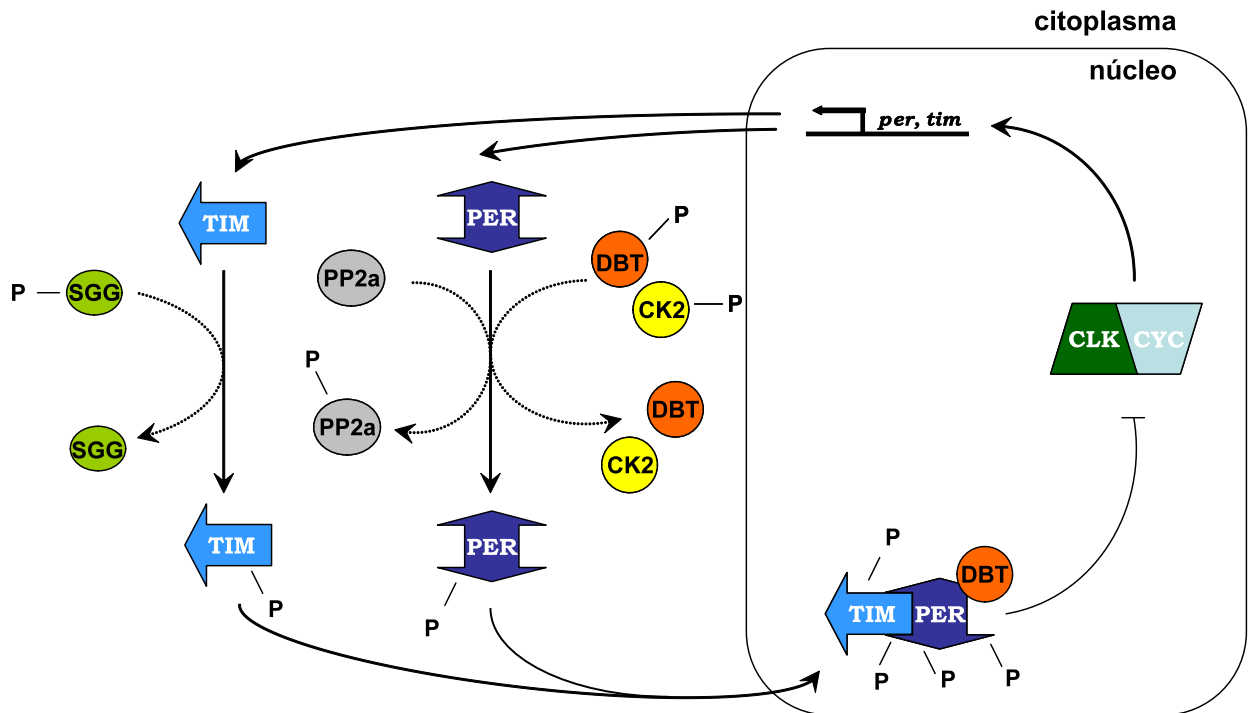 citoplasma
núcleo
per, tim
TIM
PER
P
DBT
PP2a
P
SGG
CK2
P
CLK
CYC
P
PP2a
DBT
SGG
CK2
P
TIM
PER
DBT
P
P
TIM
PER
P
P
P